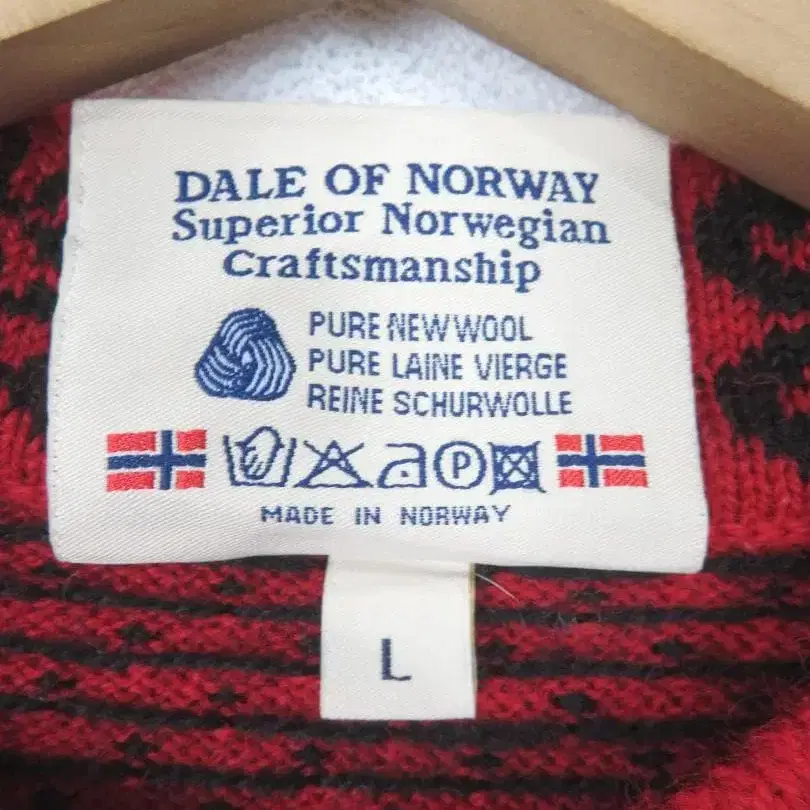 DALE OF NORWAY
Superior Norwegian
Craftsmanship
PURE NEW WOOL
PURE LAINE VIERGE
REINE SCHURWOLLE
P
MADE IN NORWAY
L